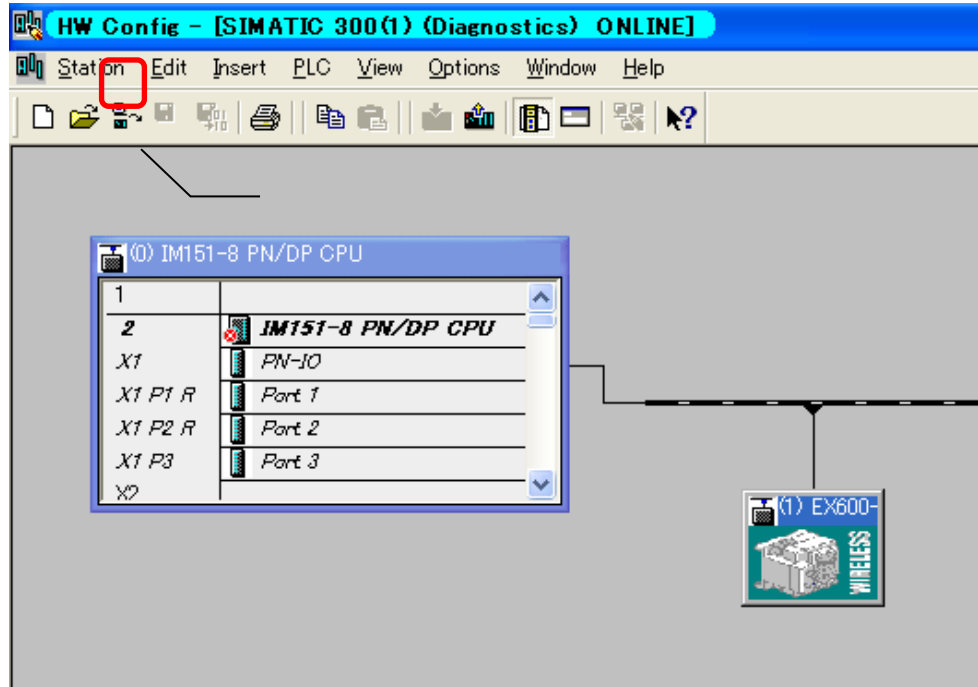 HW Config - [SIMATIC 300(1) (Diagnostics) ONLINE]
Station Edit Insert PLC View Options Window Help
(0) IM151-8 PN/DP CPU
1
2 IM151-8 PN/DP CPU
X1 PN-IO
X1 P1 R Port 1
X1 P2 R Port 2
X1 P3 Port 3
X2
(1) EX600-
WIRELESS